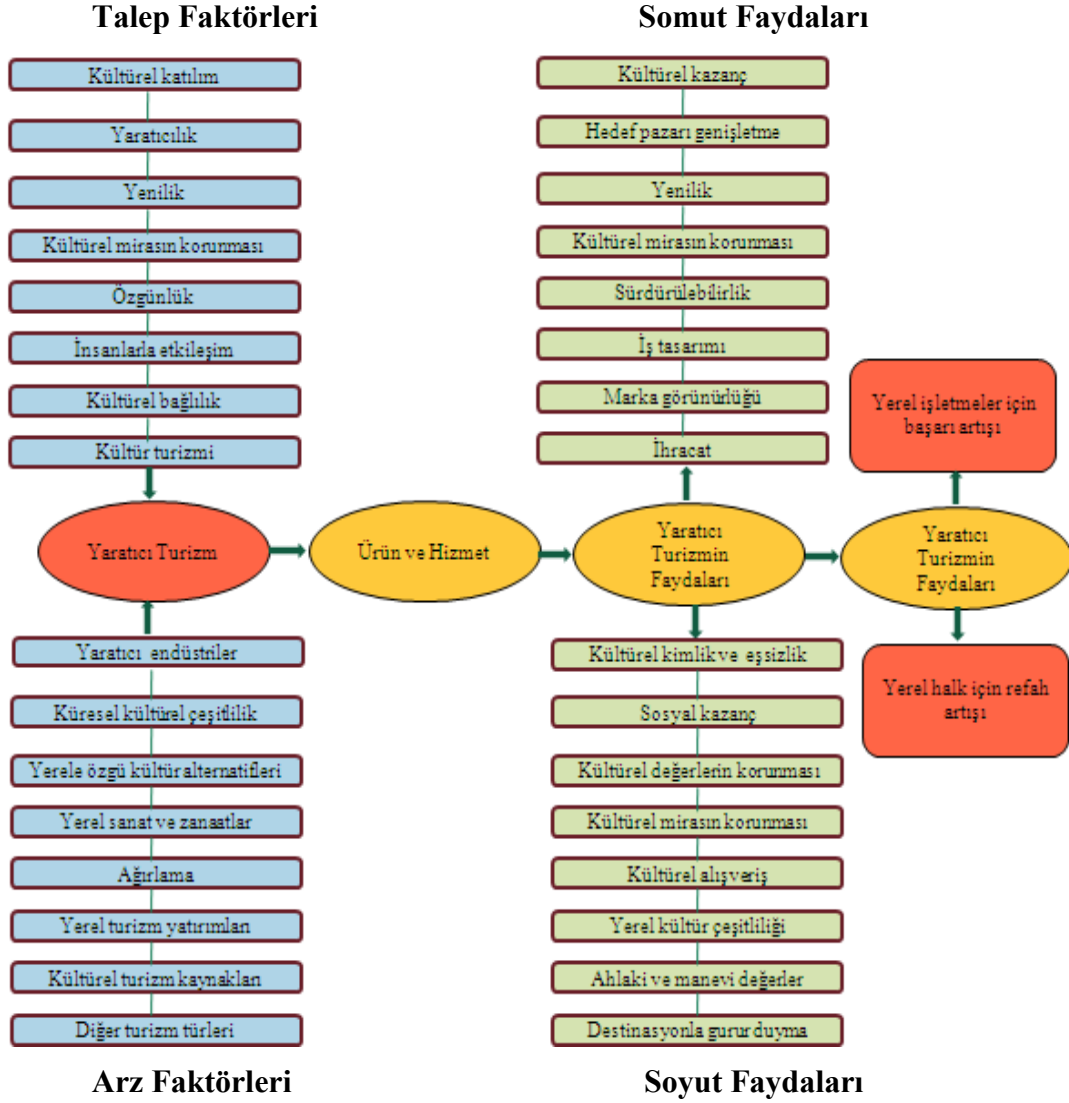 Talep Faktörleri
Kültürel katılım
Yaratıcılık
Yenilik
Kültürel mirasın korunması
Özgünlük
İnsanlarla etkileşim
Kültürel bağlılık
Kültür turizmi
Somut Faydaları
Kültürel kazanç
Hedef pazarı genişletme
Yenilik
Kültürel mirasın korunması
Sürdürülebilirlik
İş tasarımı
Marka görünürlüğü
İhracat
Yerel işletmeler için
başarı artışı
Yaratıcı Turizm
Ürün ve Hizmet
Yaratıcı
Turizmin
Faydaları
Yaratıcı
Turizmin
Faydaları
Yaratıcı endüstriler
Küresel kültürel çeşitlilik
Yerele özgü kültür alternatifleri
Yerel sanat ve zanaatlar
Ağırlama
Yerel turizm yatırımları
Kültürel turizm kaynakları
Diğer turizm türleri
Arz Faktörleri
Kültürel kimlik ve eşsizlik
Sosyal kazanç
Kültürel değerlerin korunması
Kültürel mirasın korunması
Kültürel alışveriş
Yerel kültür çeşitliliği
Ahlaki ve manevi değerler
Destinasyonla gurur duyma
Soyut Faydaları
Yerel halk için refah
artışı